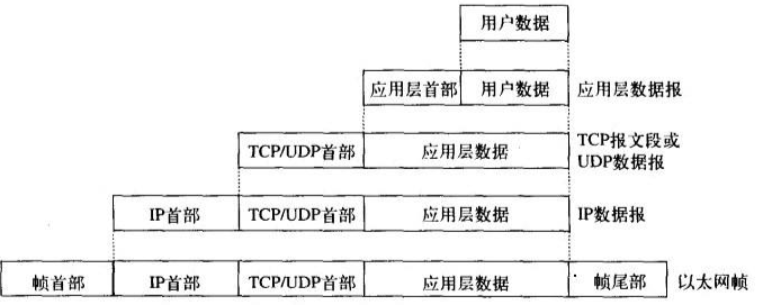 用户数据
应用层首部 用户数据 应用层数据报
TCP/UDP首部 应用层数据 TCP报文段或
UDP数据报
IP首部 TCP/UDP首部 应用层数据 IP数据报
帧首部 IP首部 TCP/UDP首部 应用层数据 帧尾部 以太网帧